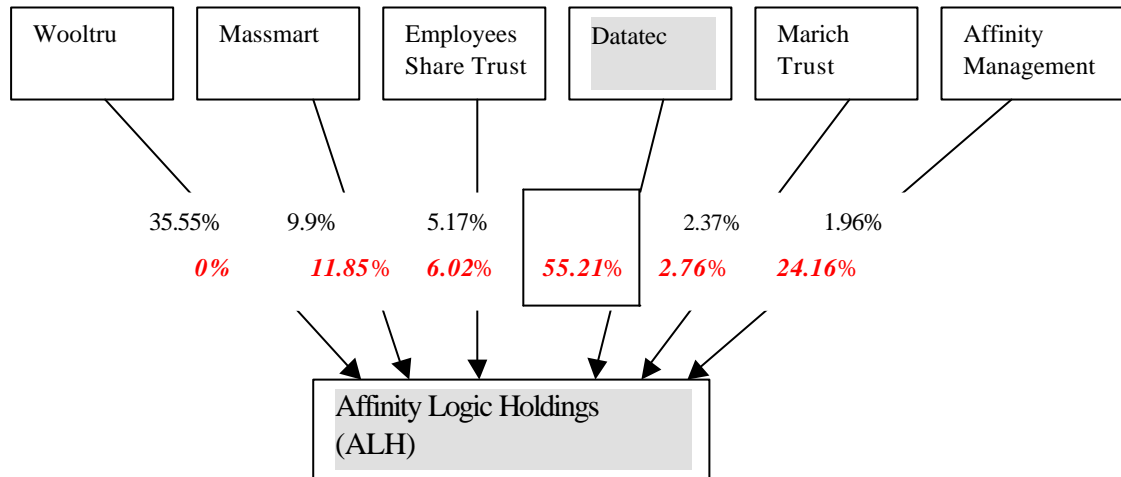 Wooltru
Massmart
Employees
Share Trust
Datatec
Marich
Trust
Affinity
Management
35.55%
9.9%
5.17%
2.37%
1.96%
0%
11.85%
6.02%
55.21%
2.76%
24.16%
Affinity Logic Holdings
(ALH)